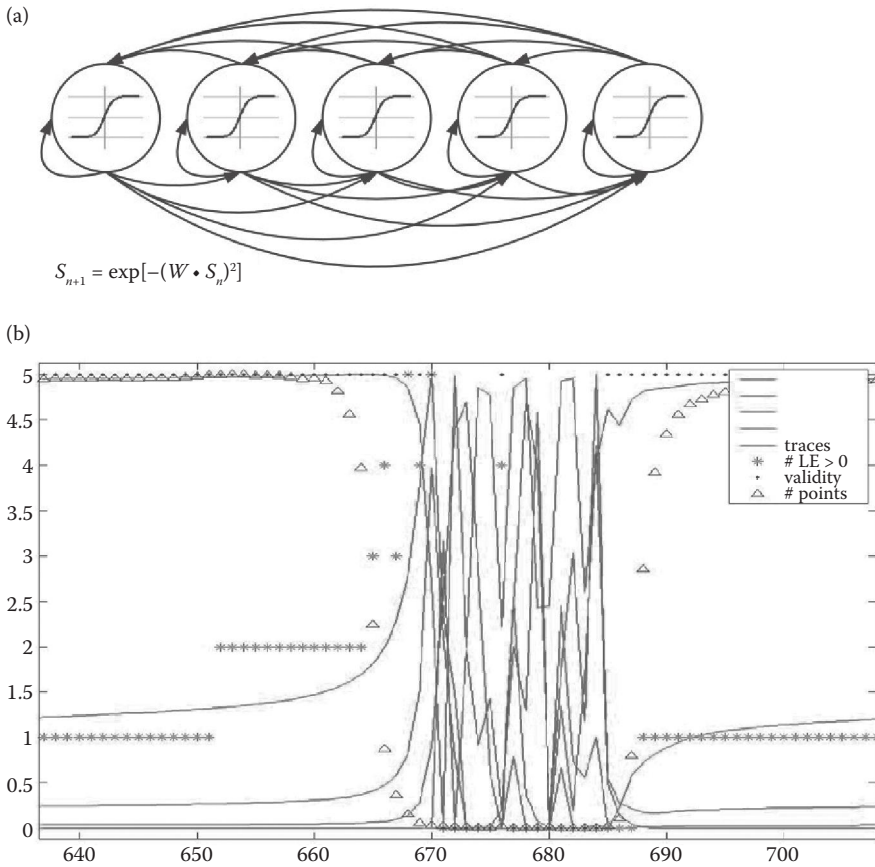 (a)
S_{n+1} = exp[−(W • S_n)²]
(b)
5
4.5
4
3.5
3
2.5
2
1.5
1
0.5
0
traces
# LE > 0
validity
# points
640 650 660 670 680 690 700